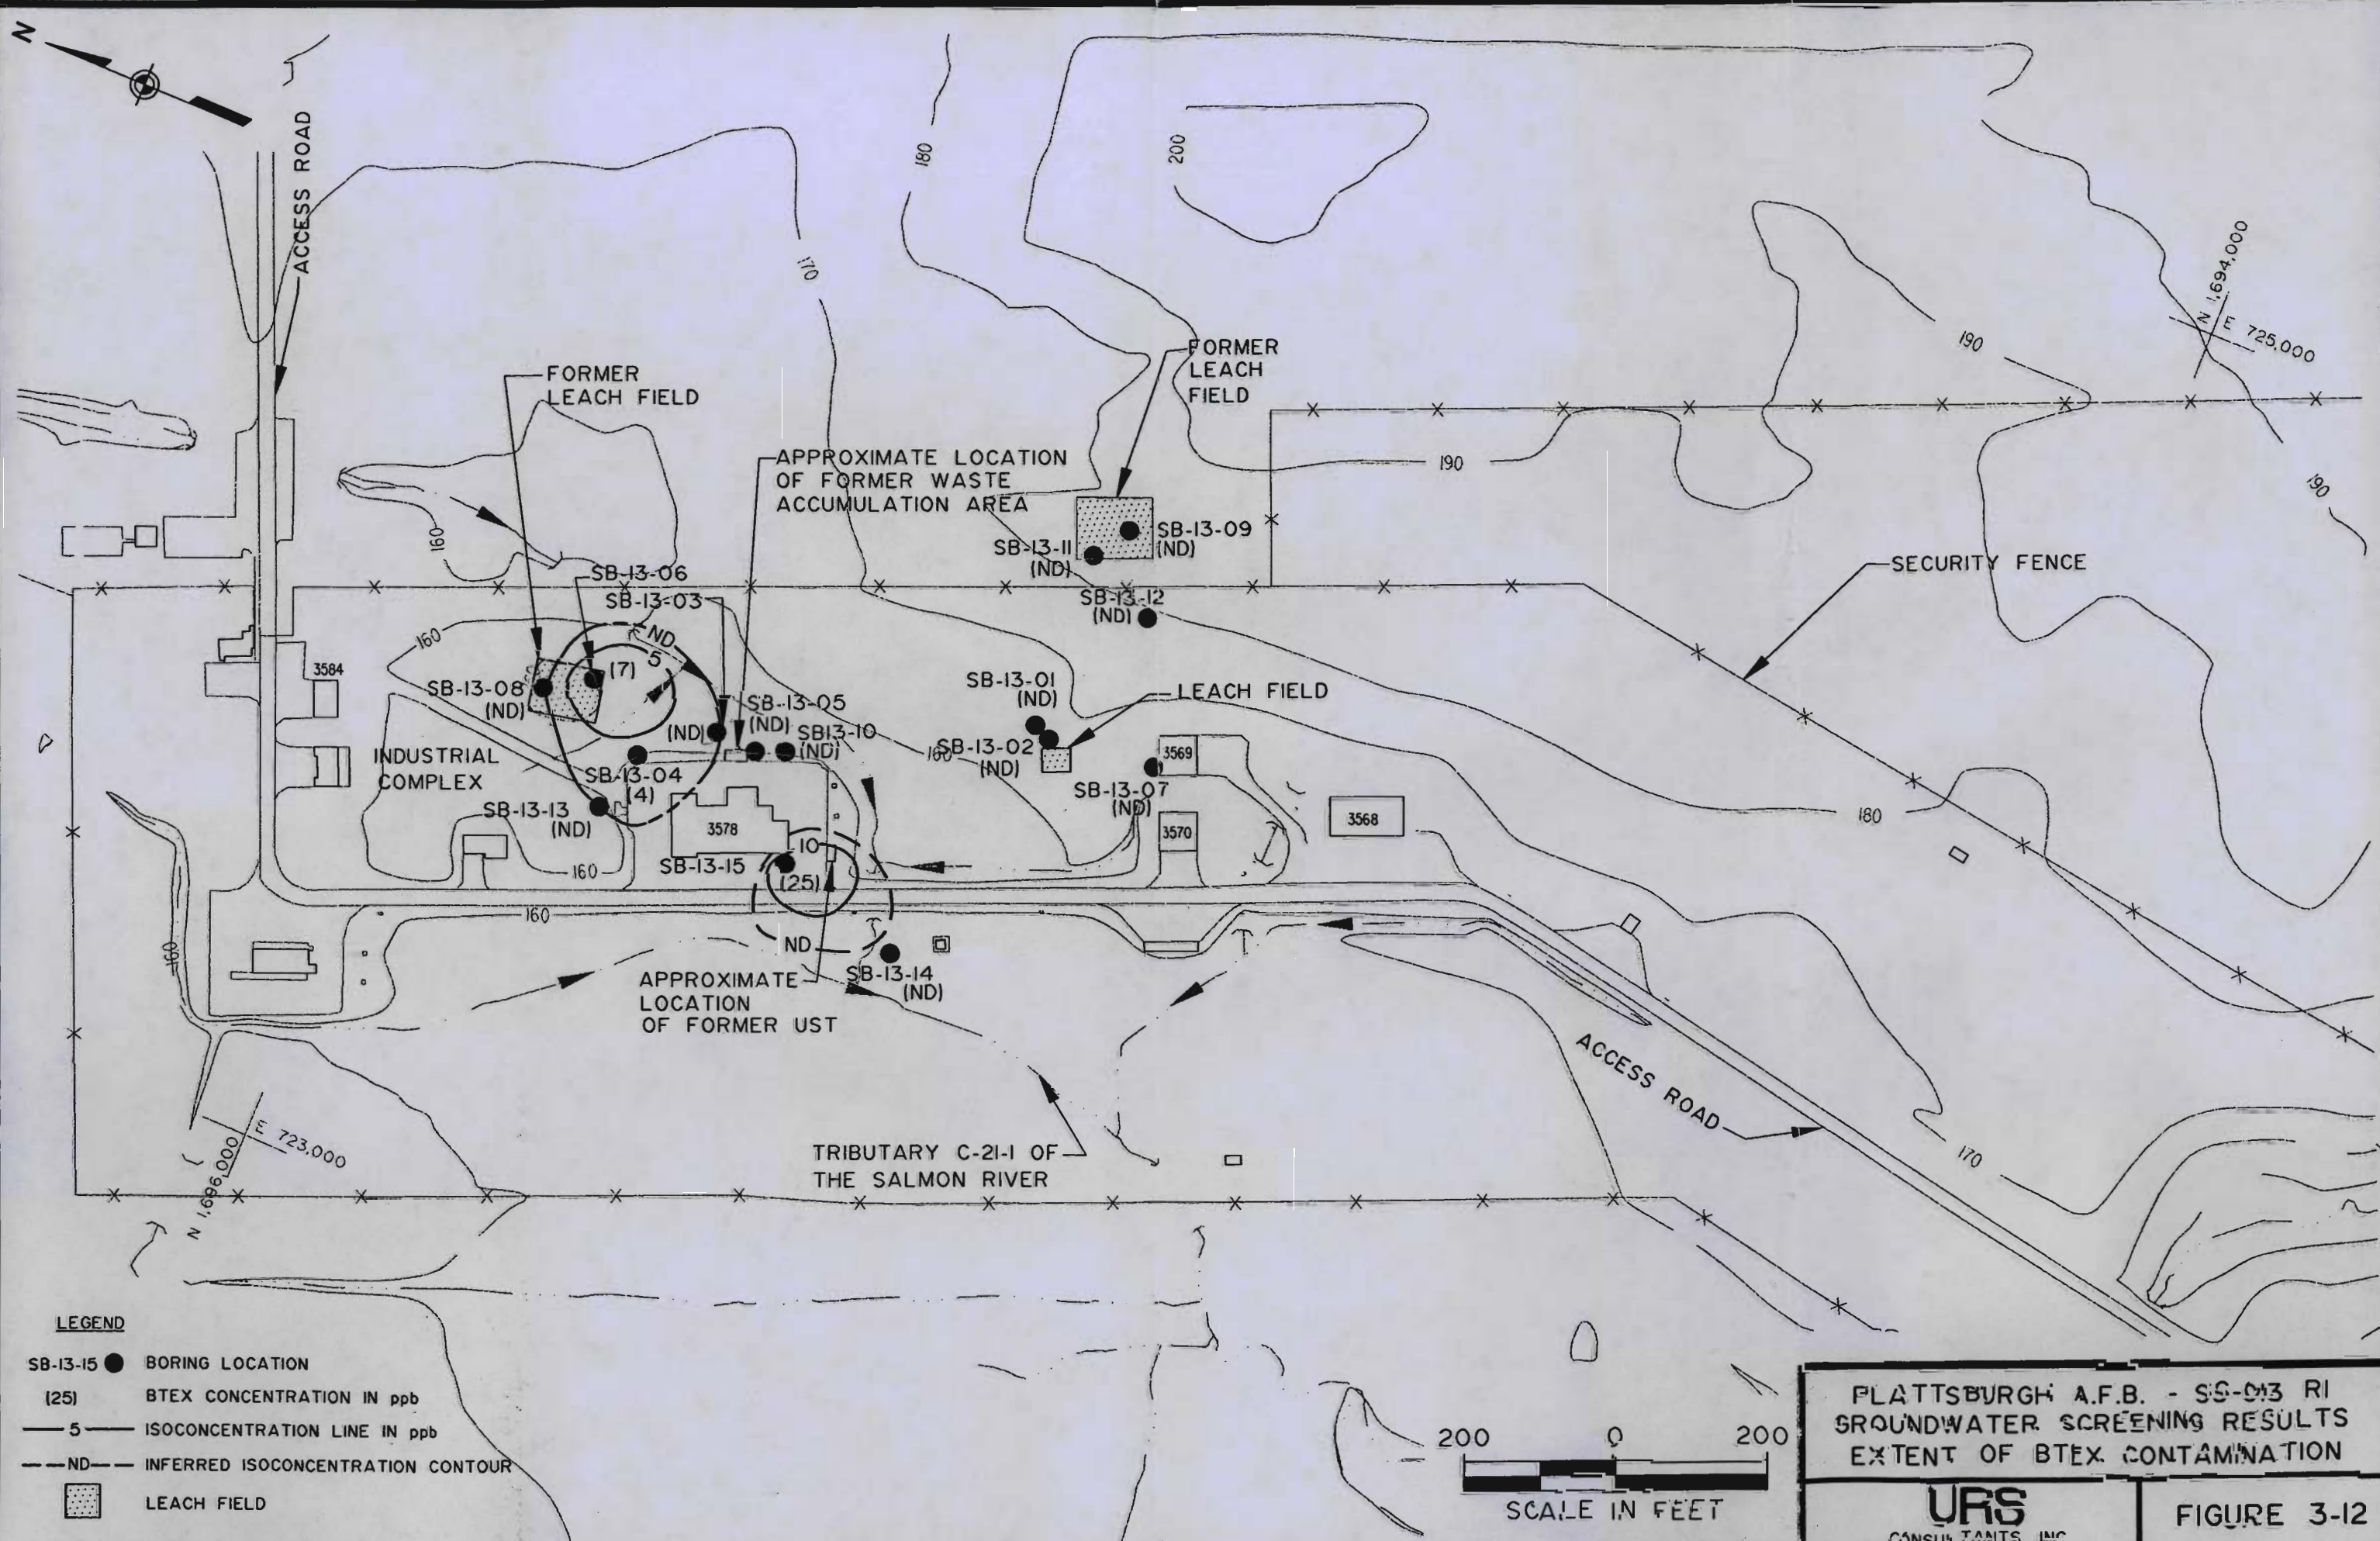 N
ACCESS ROAD
180
200
170
N 1,694,000
E 725,000
190
FORMER
LEACH FIELD
FORMER
LEACH
FIELD
190
190
APPROXIMATE LOCATION
OF FORMER WASTE
ACCUMULATION AREA
160
SB-13-09
(ND)
SB-13-11
(ND)
SECURITY FENCE
SB-13-06
SB-13-03
SB-13-12
(ND)
160
ND
5
(7)
3584
SB-13-08
(ND)
SB-13-01
(ND)
LEACH FIELD
SB-13-05
(ND)
(ND)
SB13-10
(ND)
160
SB-13-02
(ND)
3569
INDUSTRIAL
COMPLEX
SB-13-04
(4)
SB-13-07
(ND)
SB-13-13
(ND)
3578
3570
3568
180
10
SB-13-15
(25)
160
160
160
ND
SB-13-14
(ND)
APPROXIMATE
LOCATION
OF FORMER UST
ACCESS ROAD
E 723,000
N 1,696,000
TRIBUTARY C-21-1 OF
THE SALMON RIVER
170
LEGEND
SB-13-15 BORING LOCATION
(25) BTEX CONCENTRATION IN ppb
5 ISOCONCENTRATION LINE IN ppb
ND INFERRED ISOCONCENTRATION CONTOUR
LEACH FIELD
200 0 200
SCALE IN FEET
PLATTSBURGH A.F.B. - SS-013 RI
GROUNDWATER SCREENING RESULTS
EXTENT OF BTEX CONTAMINATION
URS
CONSULTANTS, INC.
FIGURE 3-12